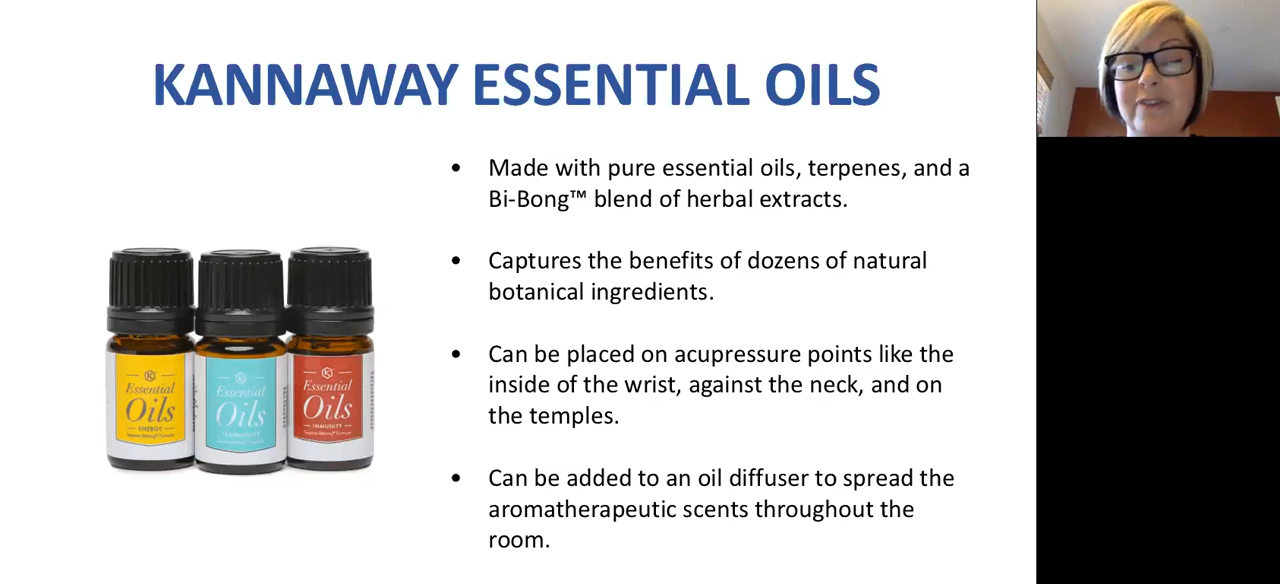 KANNAWAY ESSENTIAL OILS
• Made with pure essential oils, terpenes, and a
Bi-Bong™ blend of herbal extracts.
• Captures the benefits of dozens of natural
botanical ingredients.
• Can be placed on acupressure points like the
inside of the wrist, against the neck, and on
the temples.
• Can be added to an oil diffuser to spread the
aromatherapeutic scents throughout the
room.
K
Essential
Oils
ENERGY
K
Essential
Oils
K
Essential
Oils
IMMUNITY